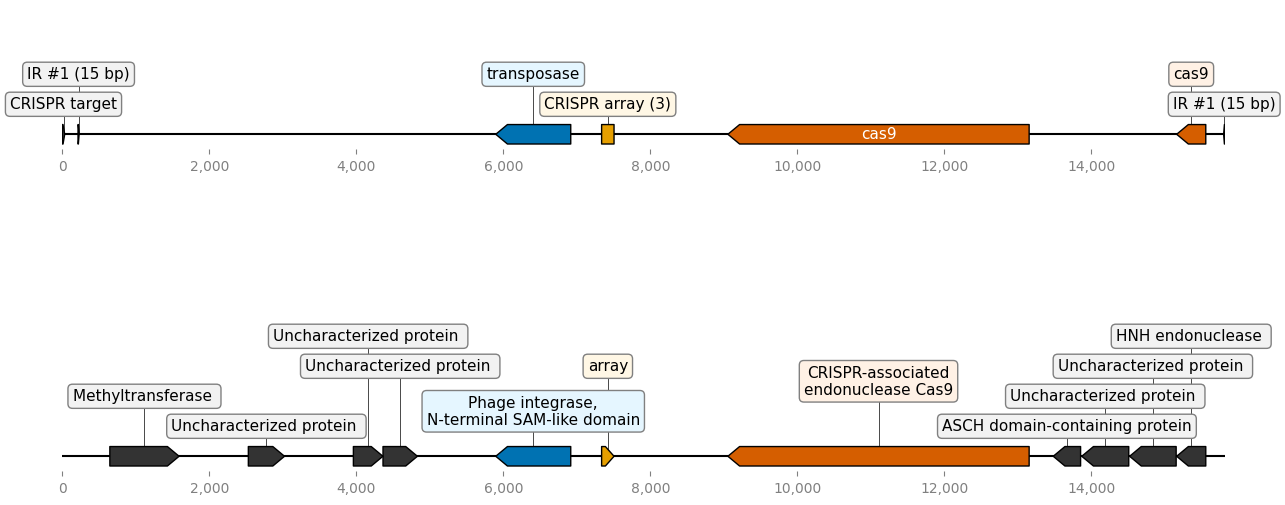 IR #1 (15 bp)
transposase
cas9
CRISPR target
CRISPR array (3)
IR #1 (15 bp)
cas9
0
2,000
4,000
6,000
8,000
10,000
12,000
14,000
Uncharacterized protein
HNH endonuclease
Uncharacterized protein
array
Uncharacterized protein
CRISPR-associated
endonuclease Cas9
Methyltransferase
Uncharacterized protein
Phage integrase,
N-terminal SAM-like domain
Uncharacterized protein
ASCH domain-containing protein
0
2,000
4,000
6,000
8,000
10,000
12,000
14,000